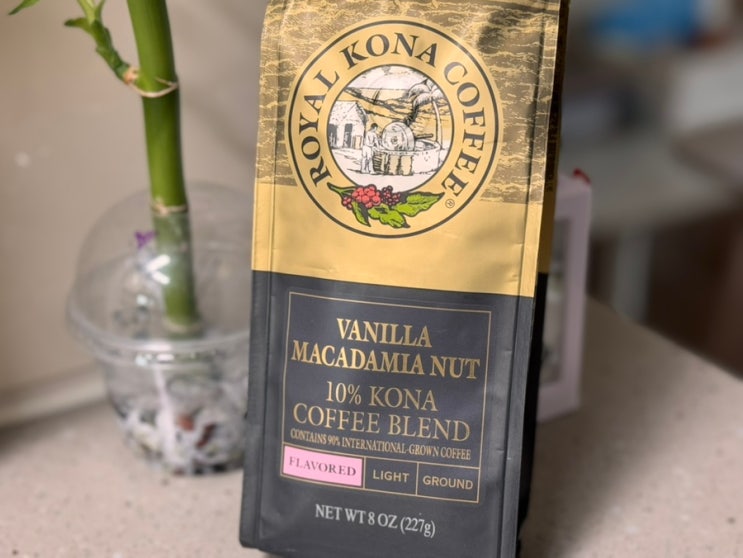 ROYAL KONA COFFEE
®
VANILLA
MACADAMIA NUT
10% KONA
COFFEE BLEND
CONTAINS 90% INTERNATIONAL-GROWN COFFEE
FLAVORED LIGHT GROUND
NET WT 8 OZ (227g)